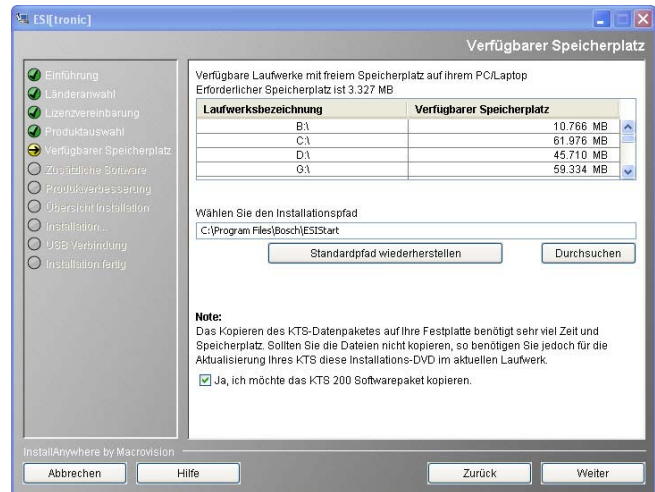 ESI[tronic]
Verfügbarer Speicherplatz
Einführung
Länderanwahl
Lizenzvereinbarung
Produktauswahl
Verfügbarer Speicherplatz
Zusätzliche Software
Produktverbesserung
Übersicht Installation
Installation...
USB Verbindung
Installation fertig
Verfügbare Laufwerke mit freiem Speicherplatz auf ihrem PC/Laptop
Erforderlicher Speicherplatz ist 3.327 MB
Laufwerksbezeichnung Verfügbarer Speicherplatz
B:\ 10.766 MB
C:\ 61.976 MB
D:\ 45.710 MB
G:\ 59.334 MB
Wählen Sie den Installationspfad
C:\Program Files\Bosch\ESIStart
Standardpfad wiederherstellen Durchsuchen
Note:
Das Kopieren des KTS-Datenpaketes auf Ihre Festplatte benötigt sehr viel Zeit und
Speicherplatz. Sollten Sie die Dateien nicht kopieren, so benötigen Sie jedoch für die
Aktualisierung Ihres KTS diese Installations-DVD im aktuellen Laufwerk.
Ja, ich möchte das KTS 200 Softwarepaket kopieren.
InstallAnywhere by Macrovision
Abbrechen Hilfe Zurück Weiter